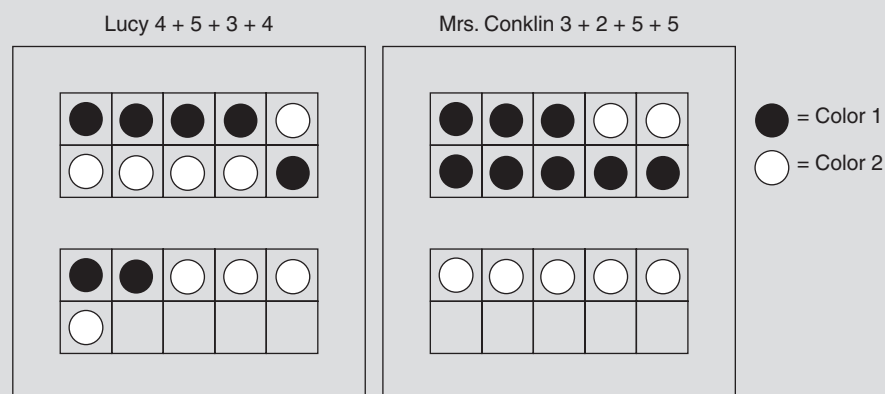 Lucy 4 + 5 + 3 + 4
Mrs. Conklin 3 + 2 + 5 + 5
= Color 1
= Color 2